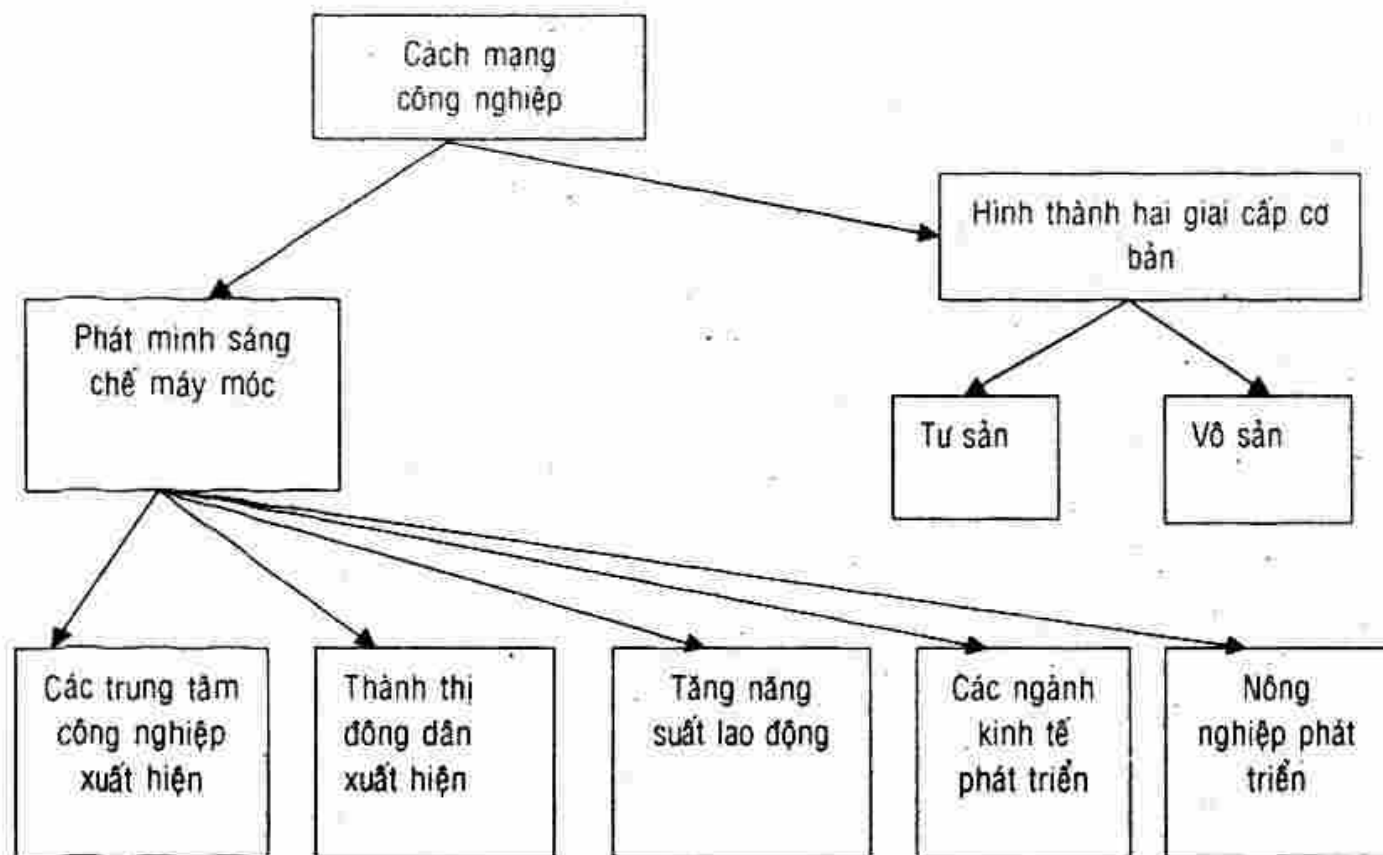 Cách mạng
công nghiệp
Hình thành hai giai cấp cơ
bản
Phát minh sáng
chế máy móc
Tư sản
Vô sản
Các trung tâm
công nghiệp
xuất hiện
Thành thị
đông dân
xuất hiện
Tăng năng
suất lao động
Các ngành
kinh tế
phát triển
Nông
nghiệp phát
triển